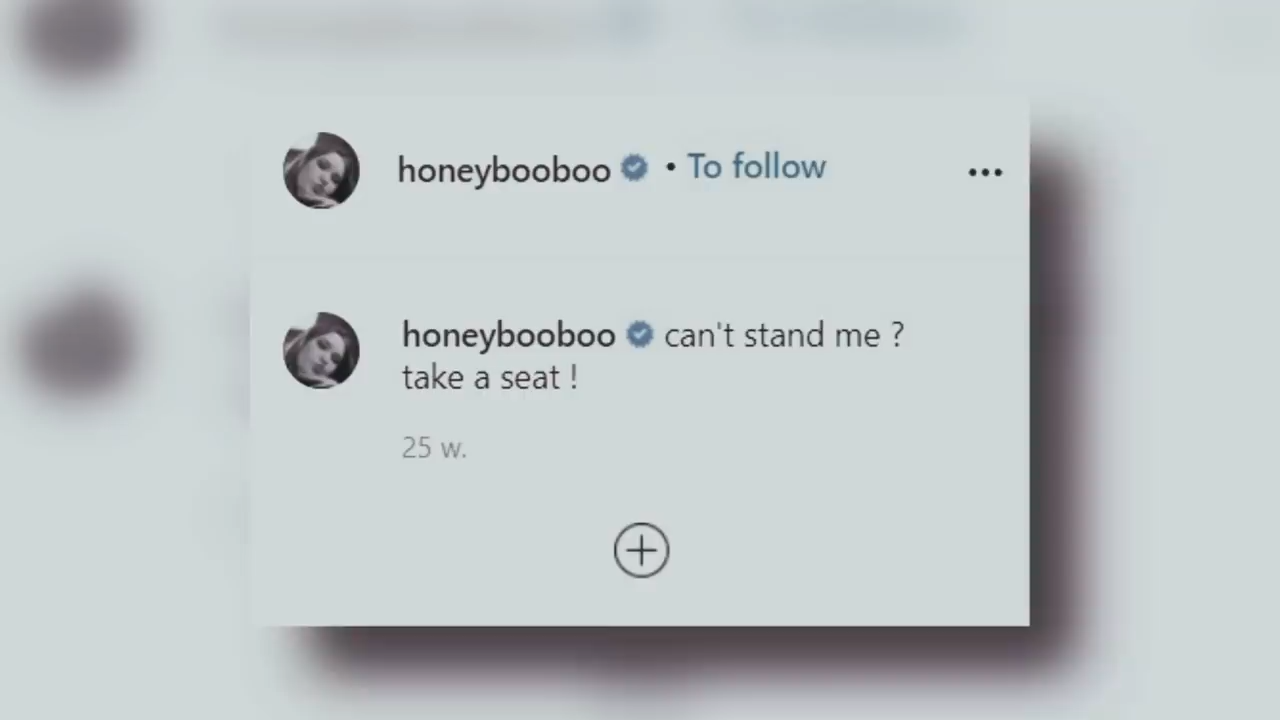 honeybooboo • To follow
honeybooboo can't stand me ?
take a seat !
25 w.